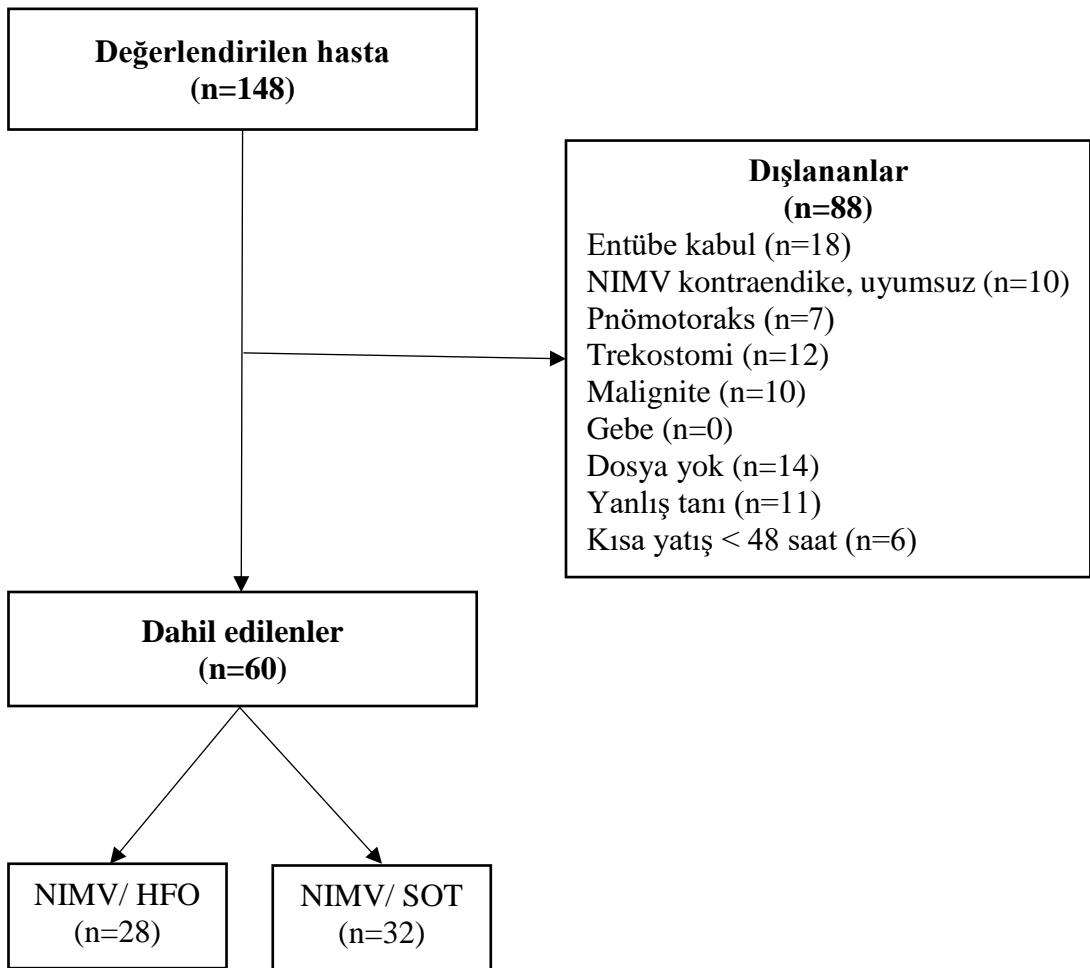 Değerlendirilen hasta
(n=148)
Dışlananlar
(n=88)
Entübe kabul (n=18)
NIMV kontraendike, uyumsuz (n=10)
Pnömotoraks (n=7)
Trekostomi (n=12)
Malignite (n=10)
Gebe (n=0)
Dosya yok (n=14)
Yanlış tanı (n=11)
Kısa yatış < 48 saat (n=6)
Dahil edilenler
(n=60)
NIMV/ HFO
(n=28)
NIMV/ SOT
(n=32)